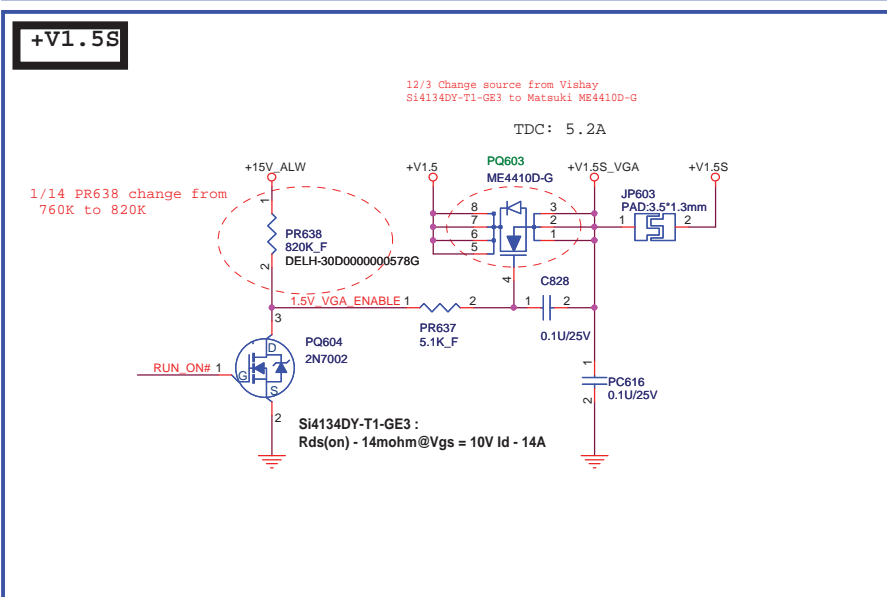 +V1.5S
12/3 Change source from Vishay
Si4134DY-T1-GE3 to Matsuki ME4410D-G
TDC: 5.2A
+15V_ALW
+V1.5
PQ603
ME4410D-G
+V1.5S_VGA
+V1.5S
1/14 PR638 change from
760K to 820K
JP603
PAD:3.5*1.3mm
1
2
1
PR638
820K_F
DELH-30D0000000578G
2
8
7
6
5
3
2
1
4
C828
1
2
0.1U/25V
1.5V_VGA_ENABLE
1
2
PR637
5.1K_F
3
D
G
S
PQ604
2N7002
RUN_ON#
1
2
1
PC616
0.1U/25V
2
Si4134DY-T1-GE3 :
Rds(on) - 14mohm@Vgs = 10V Id - 14A